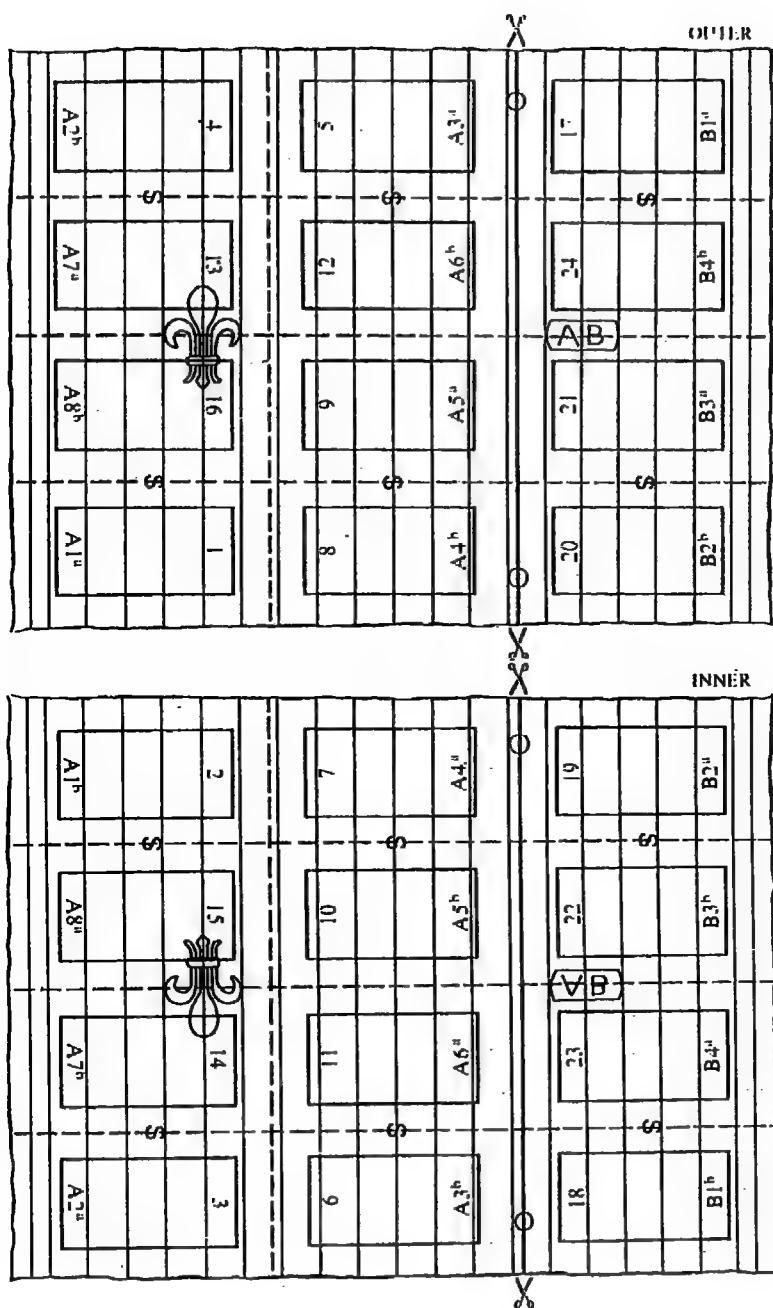 OUTER
A2ᵇ 4 5 A3ᵃ 17 B1ᵃ
S S S
A7ᵃ 13 12 A6ᵇ 24 B4ᵇ
AB
A8ᵇ 16 9 A5ᵃ 21 B3ᵃ
S S S
A1ᵃ 1 8 A4ᵇ 20 B2ᵇ
INNER
A1ᵇ 2 7 A4ᵃ 19 B2ᵃ
S S S
A8ᵃ 15 10 A5ᵇ 22 B3ᵇ
AB
A7ᵇ 14 11 A6ᵃ 23 B4ᵃ
S S S
A2ᵃ 3 6 A3ᵇ 18 B1ᵇ